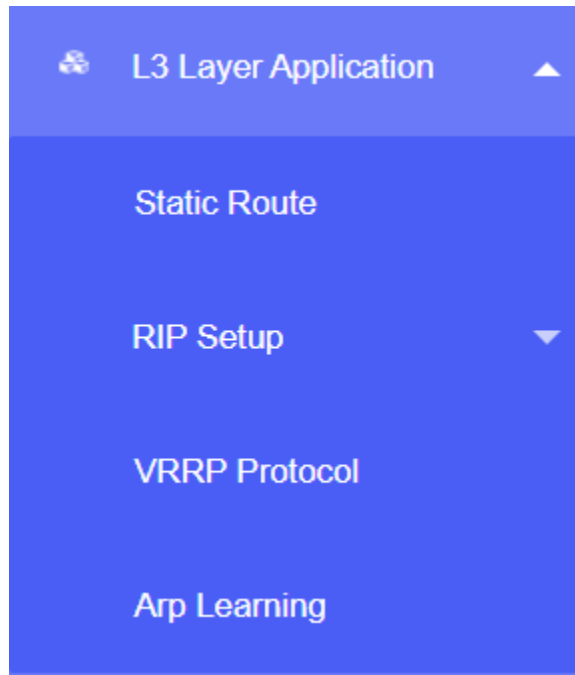 L3 Layer Application
Static Route
RIP Setup
VRRP Protocol
Arp Learning